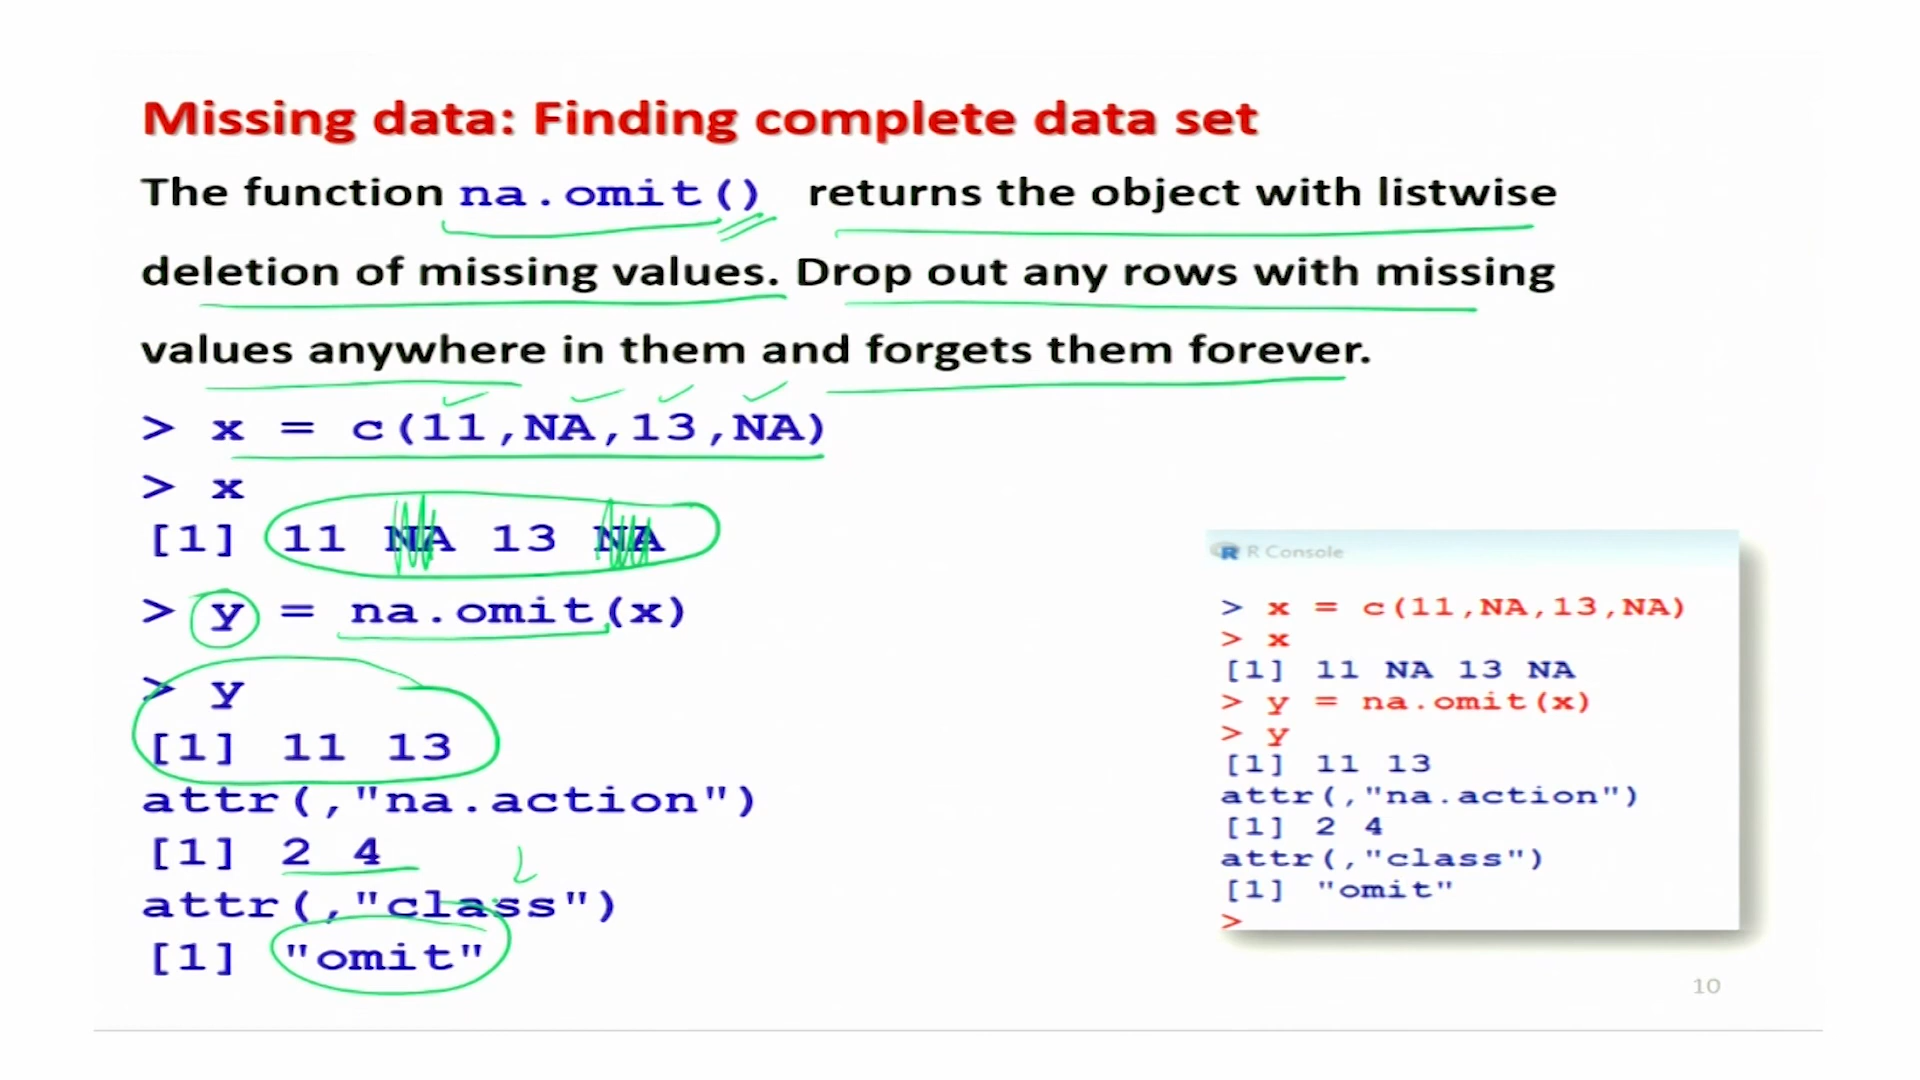 Missing data: Finding complete data set
The function na.omit() returns the object with listwise
deletion of missing values. Drop out any rows with missing
values anywhere in them and forgets them forever.
> x = c(11,NA,13,NA)
> x
[1] 11 NA 13 NA
> y = na.omit(x)
> y
[1] 11 13
attr(,"na.action")
[1] 2 4
attr(,"class")
[1] "omit"
R R Console
> x = c(11,NA,13,NA)
> x
[1] 11 NA 13 NA
> y = na.omit(x)
> y
[1] 11 13
attr(,"na.action")
[1] 2 4
attr(,"class")
[1] "omit"
>
10